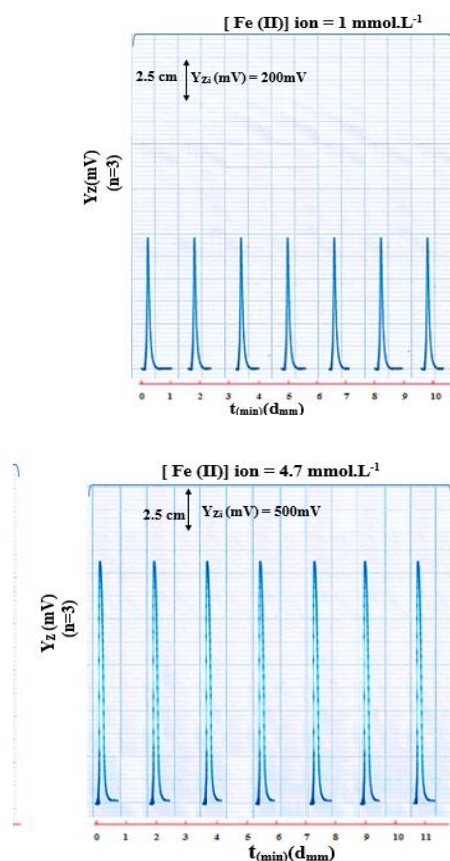 [ Fe (II)] ion = 1 mmol.L-1
2.5 cm
Yzi (mV) = 200mV
Yz(mV)
(n=3)
0 1 2 3 4 5 6 7 8 9 10
t(min)(dmm)
[ Fe (II)] ion = 4.7 mmol.L-1
2.5 cm
Yzi (mV) = 500mV
Yz (mV)
(n=3)
0 1 2 3 4 5 6 7 8 9 10 11
t(min)(dmm)